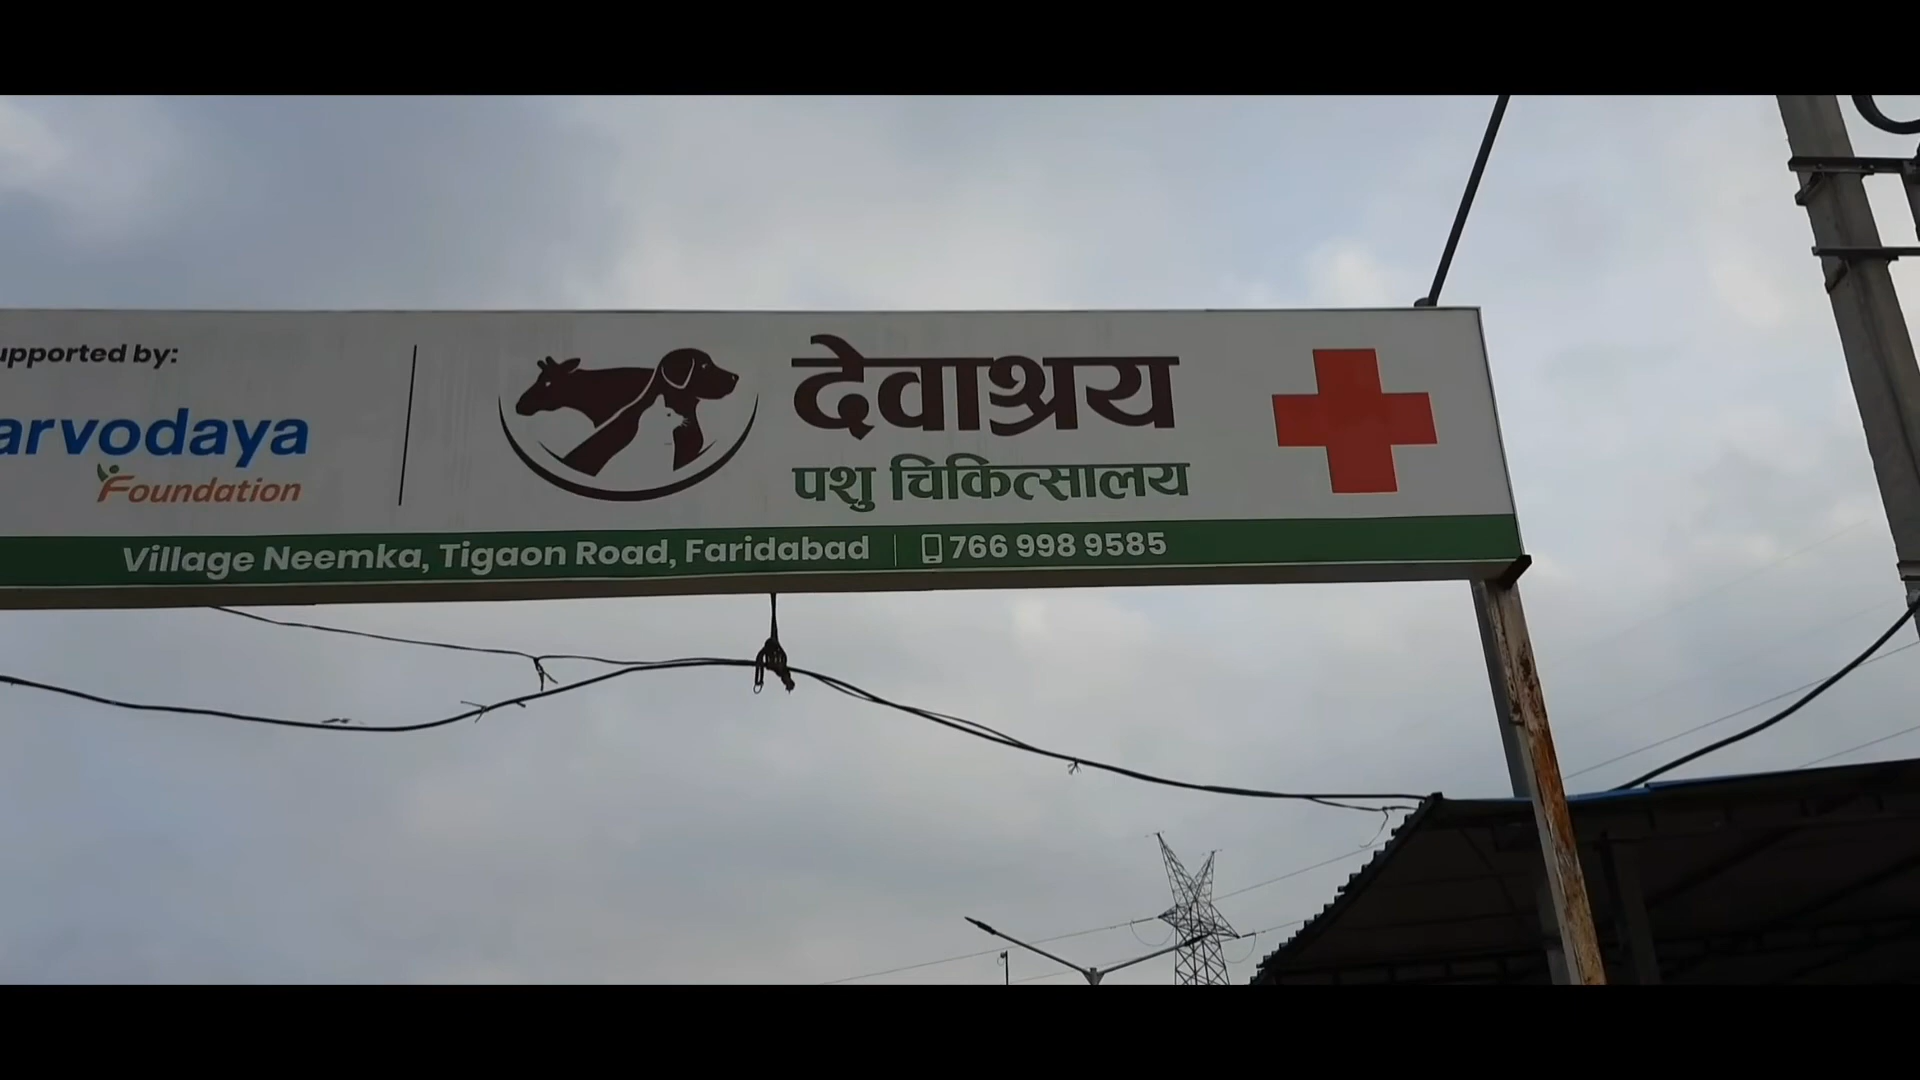 upported by:
arvodaya
Foundation
देवाश्रय
पशु चिकित्सालय
Village Neemka, Tigaon Road, Faridabad | 766 998 9585